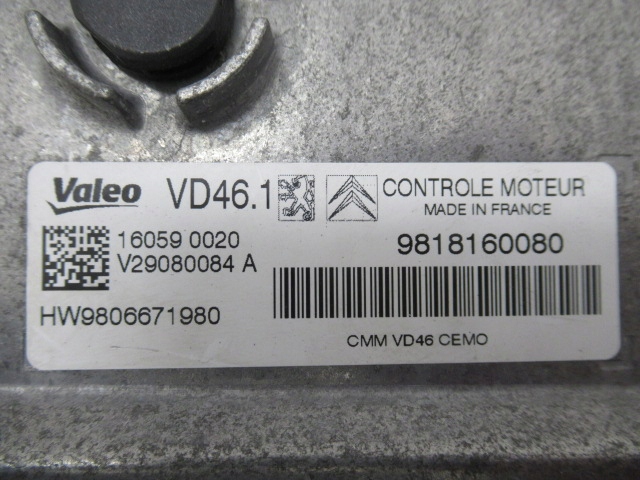 Valeo VD46.1 CONTROLE MOTEUR
MADE IN FRANCE
16059 0020 9818160080
V29080084 A
HW9806671980
CMM VD46 CEMO